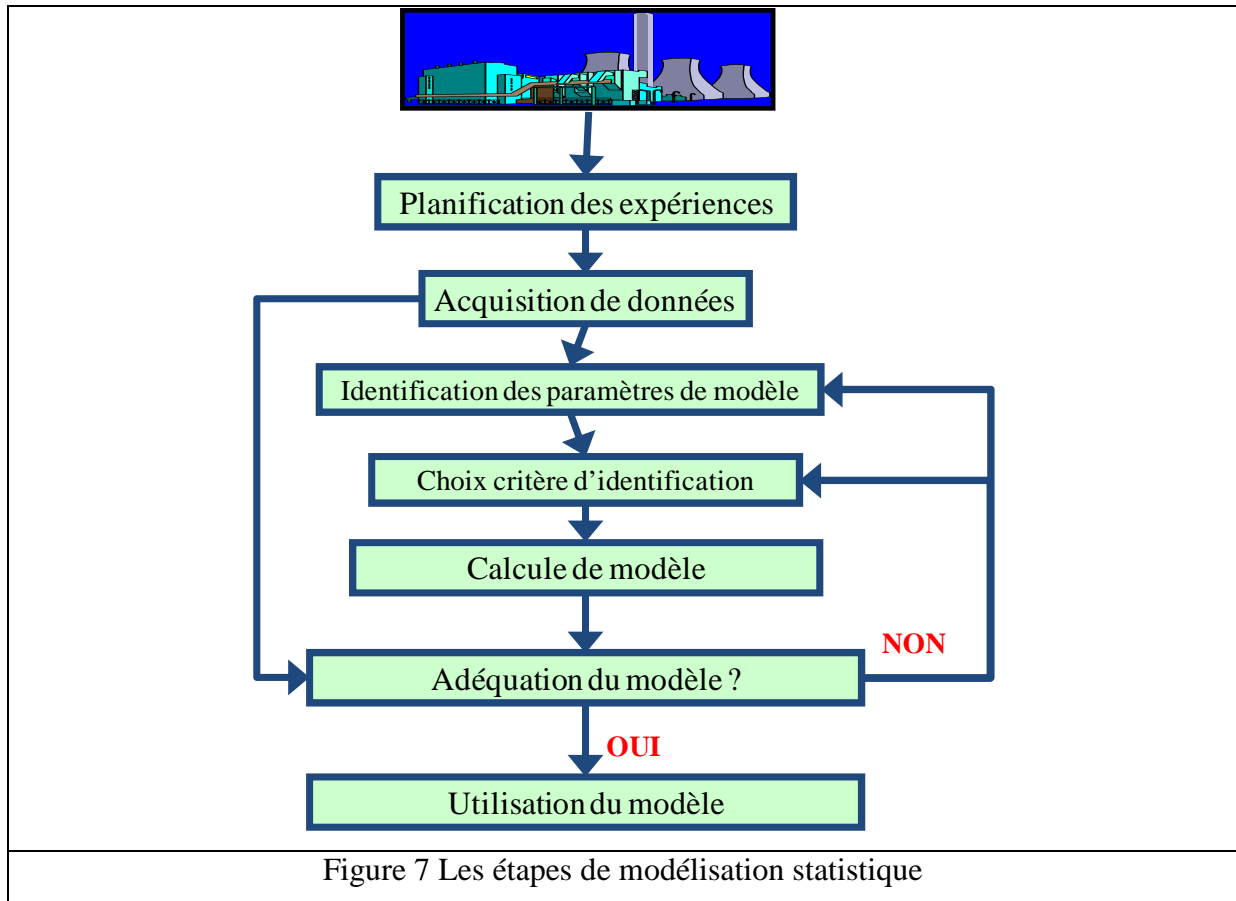 Planification des expériences
Acquisition de données
Identification des paramètres de modèle
Choix critère d'identification
Calcule de modèle
NON
Adéquation du modèle ?
OUI
Utilisation du modèle
Figure 7 Les étapes de modélisation statistique